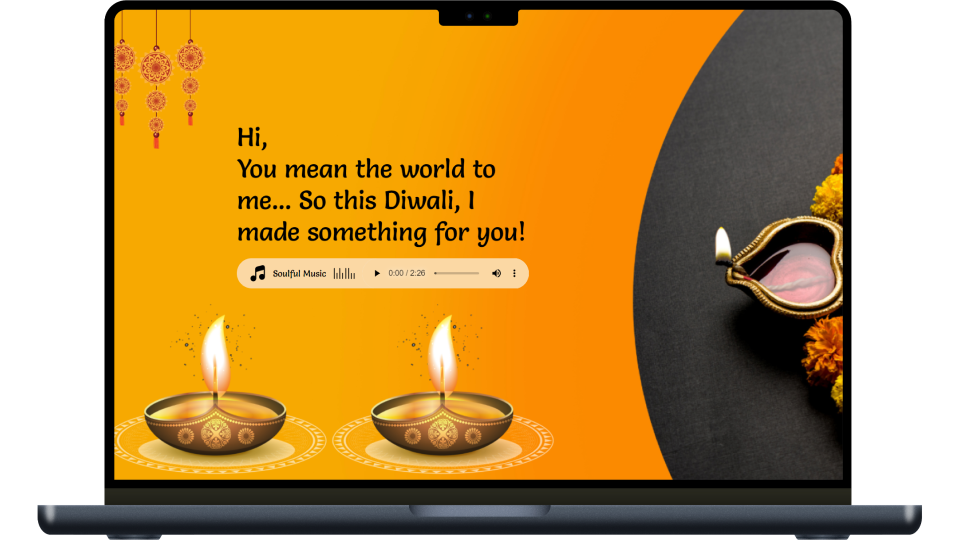 Hi,
You mean the world to
me... So this Diwali, I
made something for you!
Soulful Music
0:00 / 2:26